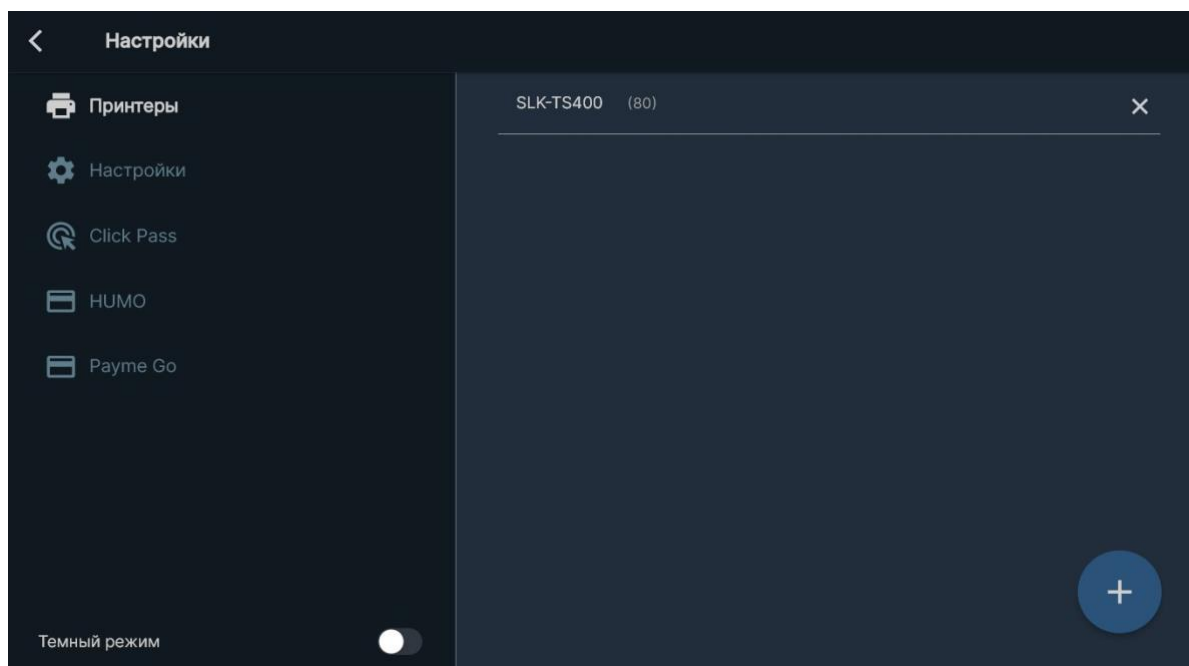 Настройки
Принтеры
Настройки
Click Pass
HUMO
Payme Go
Темный режим
SLK-TS400 (80)